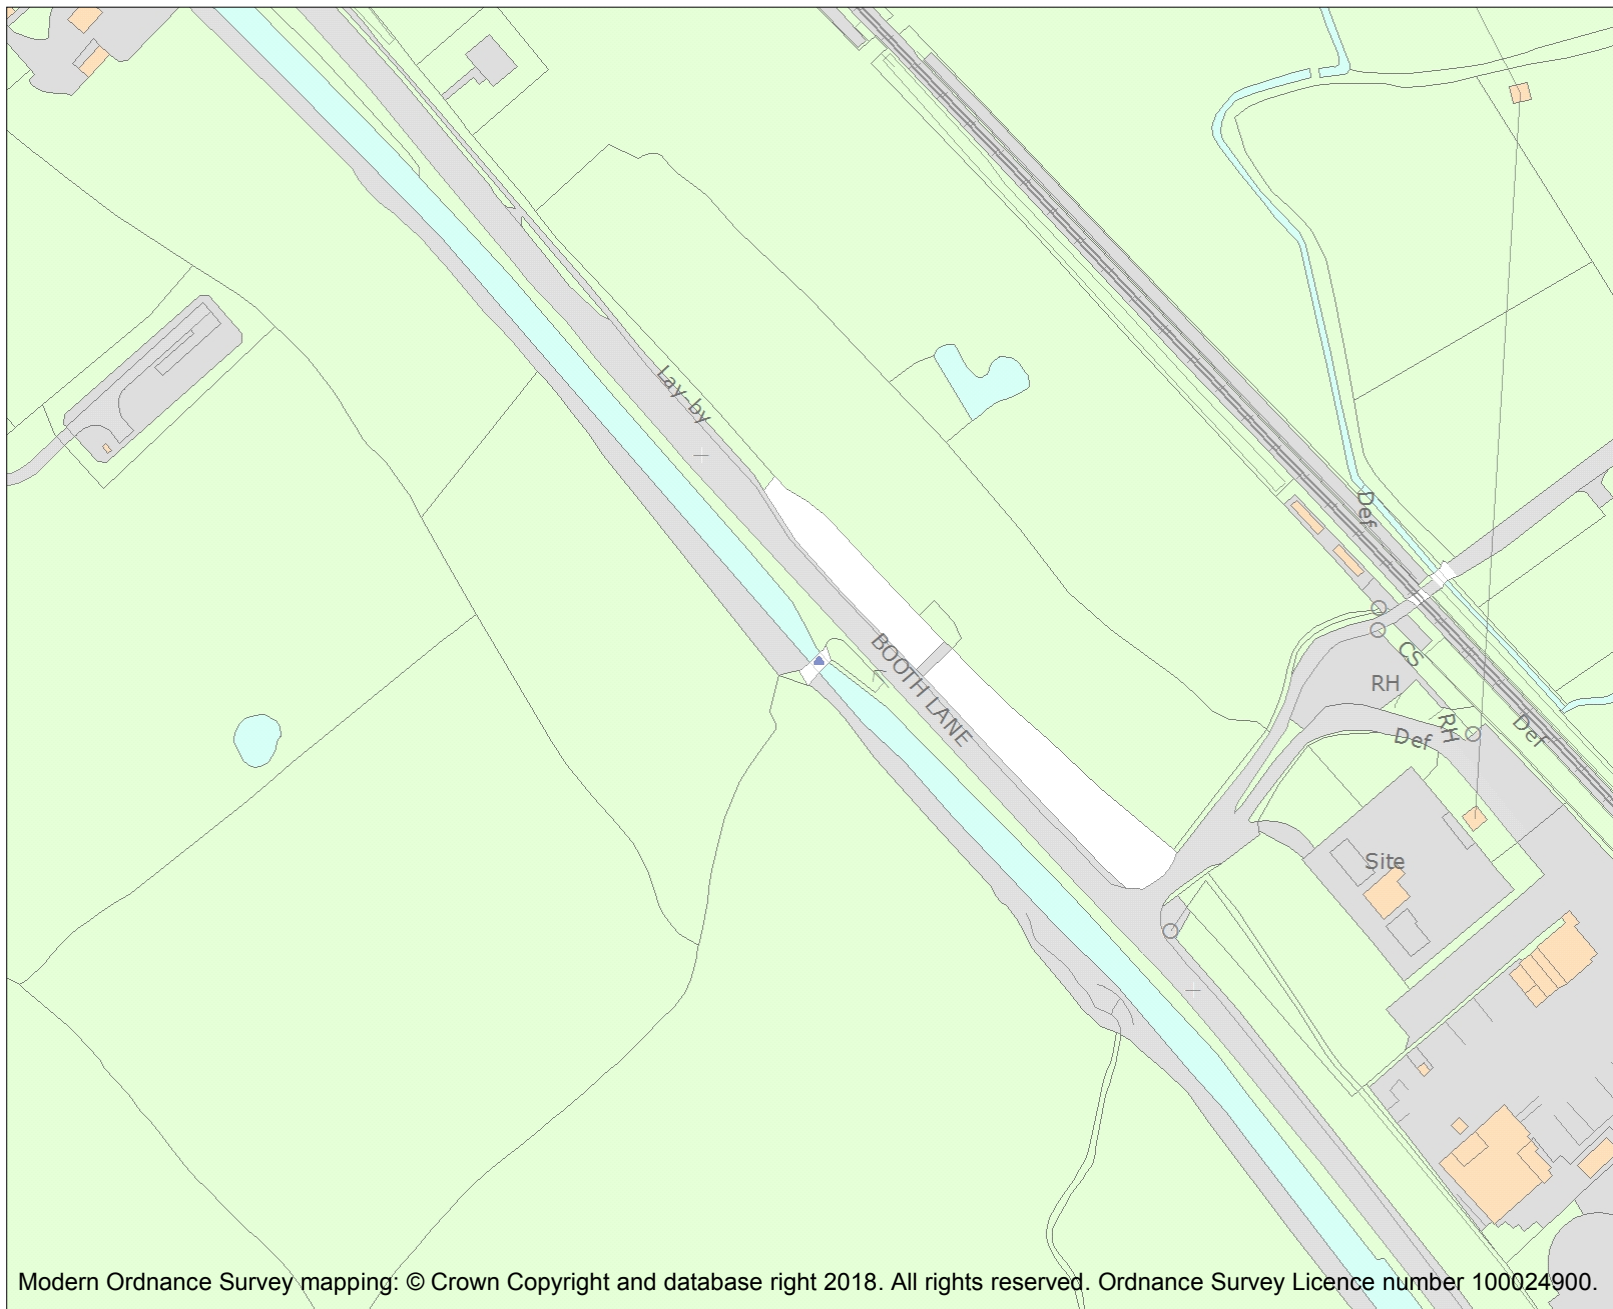 Lay-by
Def
BOOTH LANE
CS
RH
RH
Def
Def
Site
Modern Ordnance Survey mapping: © Crown Copyright and database right 2018. All rights reserved. Ordnance Survey Licence number 100024900.